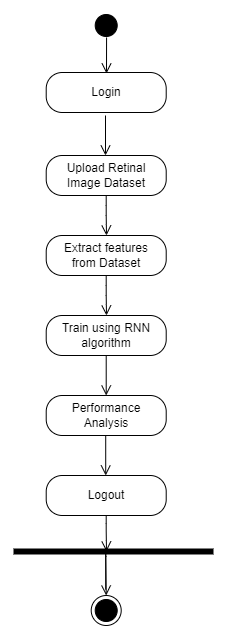 Login
Upload Retinal
Image Dataset
Extract features
from Dataset
Train using RNN
algorithm
Performance
Analysis
Logout